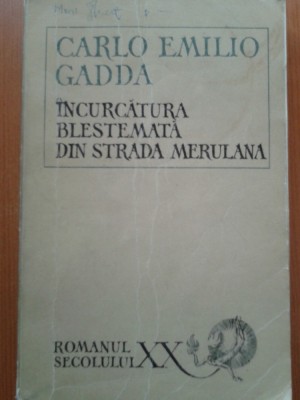 CARLO EMILIO
GADDA
ÎNCURCĂTURA
BLESTEMATĂ
DIN STRADA MERULANA
ROMANUL
SECOLULUI XX